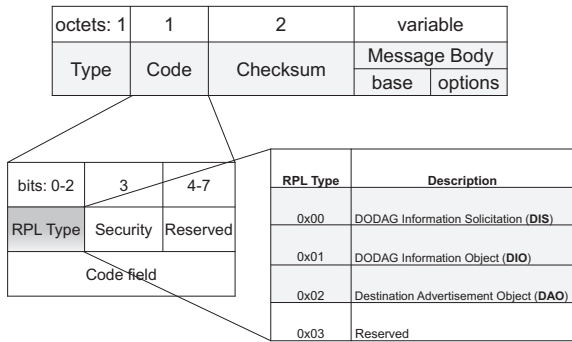 octets: 1 1 2 variable
Type Code Checksum Message Body
base options
bits: 0-2 3 4-7
RPL Type Security Reserved
Code field
RPL Type Description
0x00 DODAG Information Solicitation (DIS)
0x01 DODAG Information Object (DIO)
0x02 Destination Advertisement Object (DAO)
0x03 Reserved